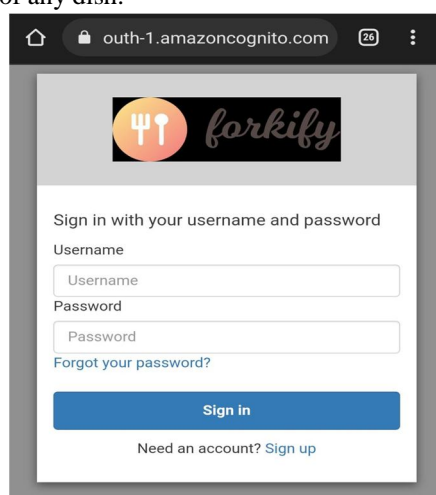 of any dish.
outh-1.amazoncognito.com 26
forkify
Sign in with your username and password
Username
Username
Password
Password
Forgot your password?
Sign in
Need an account? Sign up